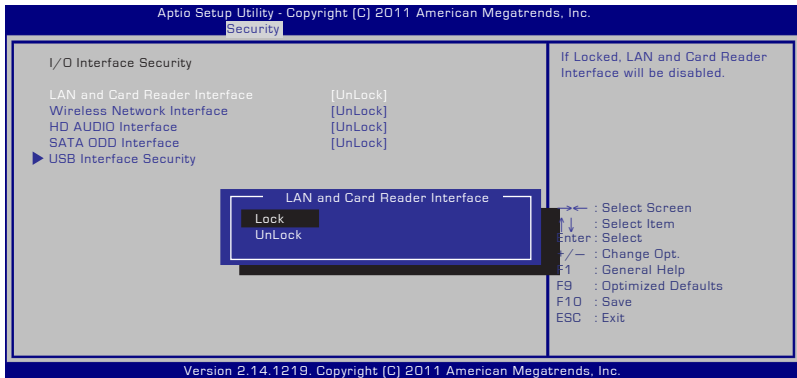 Aptio Setup Utility - Copyright (C) 2011 American Megatrends, Inc.
Security
I/O Interface Security
LAN and Card Reader Interface [UnLock]
Wireless Network Interface [UnLock]
HD AUDIO Interface [UnLock]
SATA ODD Interface [UnLock]
USB Interface Security
If Locked, LAN and Card Reader
Interface will be disabled.
LAN and Card Reader Interface
Lock
UnLock
→← : Select Screen
↑↓ : Select Item
Enter : Select
+/— : Change Opt.
F1 : General Help
F9 : Optimized Defaults
F10 : Save
ESC : Exit
Version 2.14.1219. Copyright (C) 2011 American Megatrends, Inc.